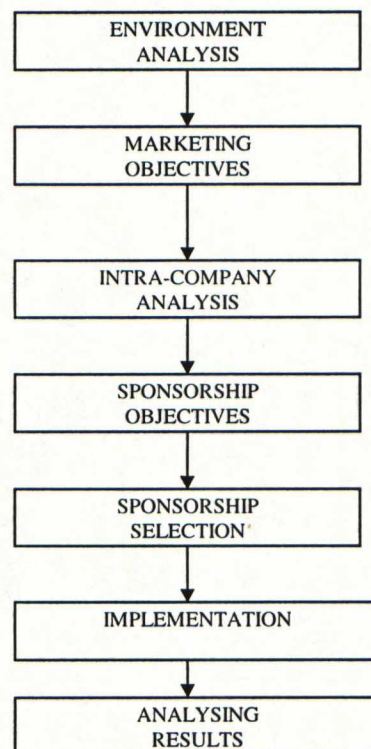 ENVIRONMENT
ANALYSIS
MARKETING
OBJECTIVES
INTRA-COMPANY
ANALYSIS
SPONSORSHIP
OBJECTIVES
SPONSORSHIP
SELECTION
IMPLEMENTATION
ANALYSING
RESULTS